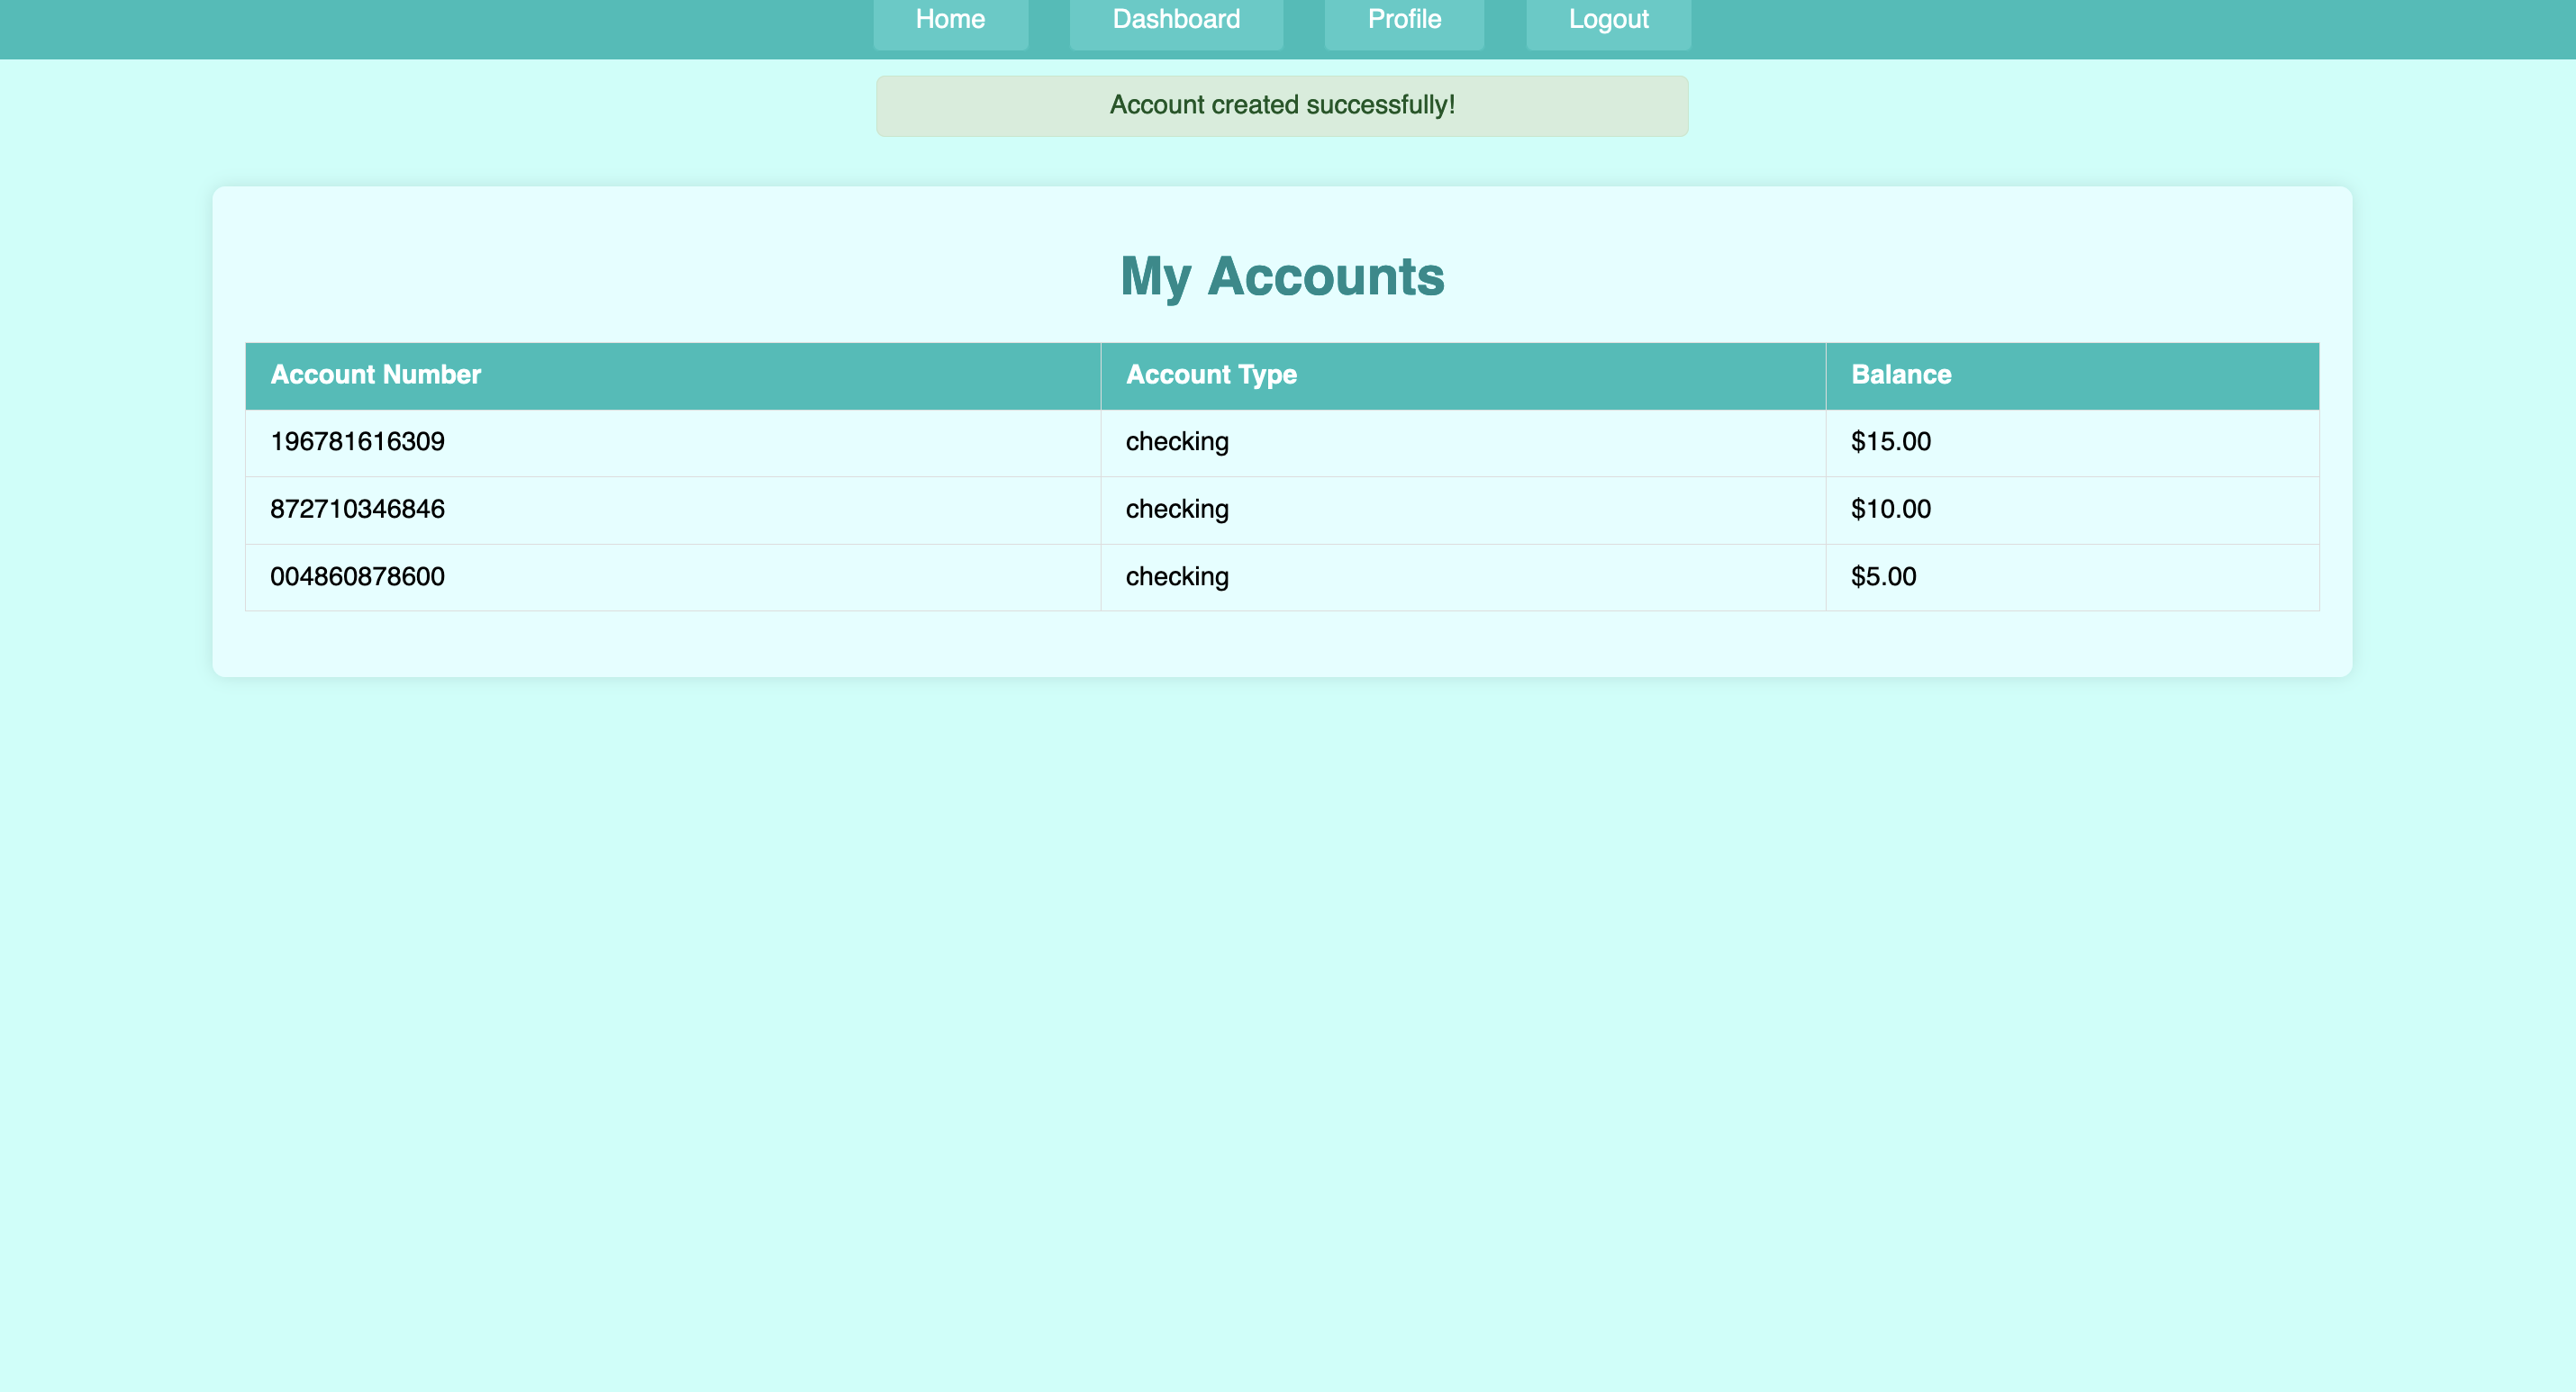 Home Dashboard Profile Logout
Account created successfully!
My Accounts
Account Number Account Type Balance
196781616309 checking $15.00
872710346846 checking $10.00
004860878600 checking $5.00